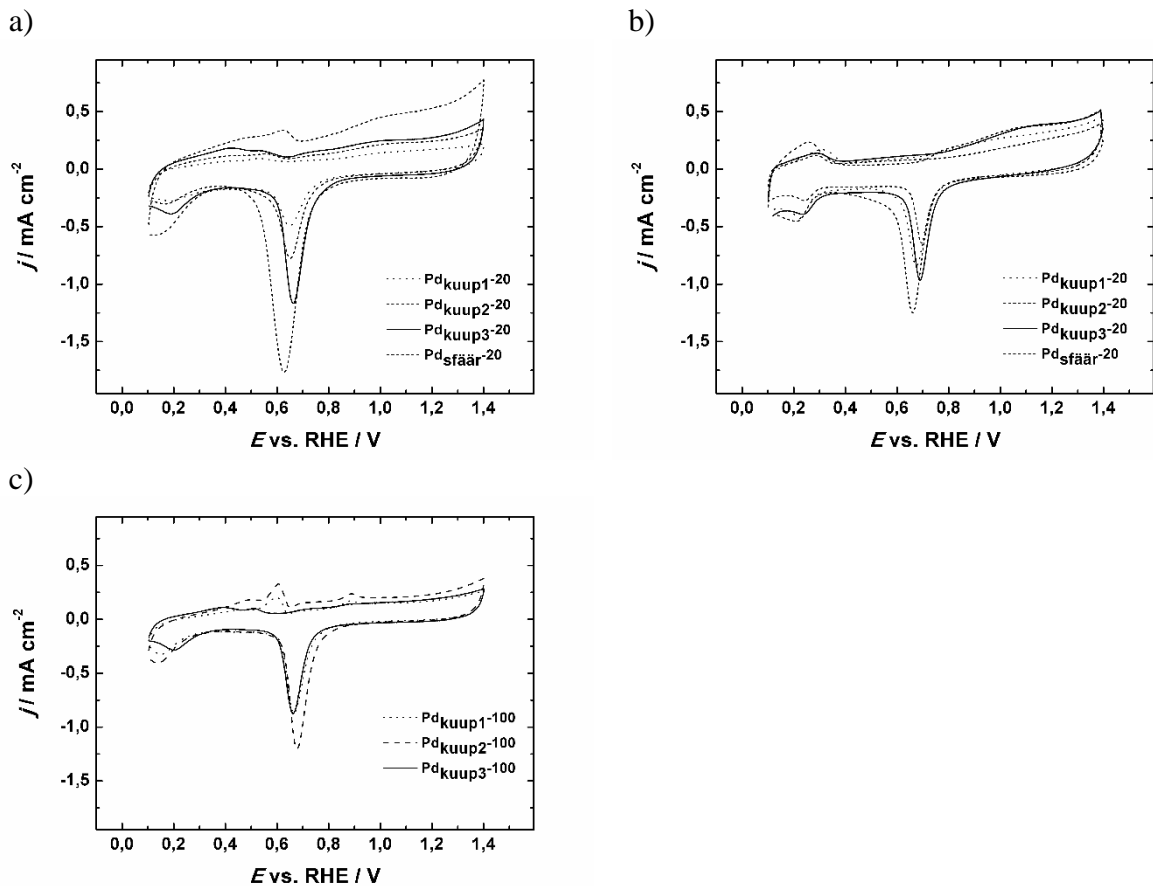 a)
0,5
0,0
-0,5
-1,0
-1,5
j / mA cm-2
Pdkuup1-20
Pdkuup2-20
Pdkuup3-20
Pdsfäär-20
0,0 0,2 0,4 0,6 0,8 1,0 1,2 1,4
E vs. RHE / V
b)
0,5
0,0
-0,5
-1,0
-1,5
j / mA cm-2
Pdkuup1-20
Pdkuup2-20
Pdkuup3-20
Pdsfäär-20
0,0 0,2 0,4 0,6 0,8 1,0 1,2 1,4
E vs. RHE / V
c)
0,5
0,0
-0,5
-1,0
-1,5
j / mA cm-2
Pdkuup1-100
Pdkuup2-100
Pdkuup3-100
0,0 0,2 0,4 0,6 0,8 1,0 1,2 1,4
E vs. RHE / V